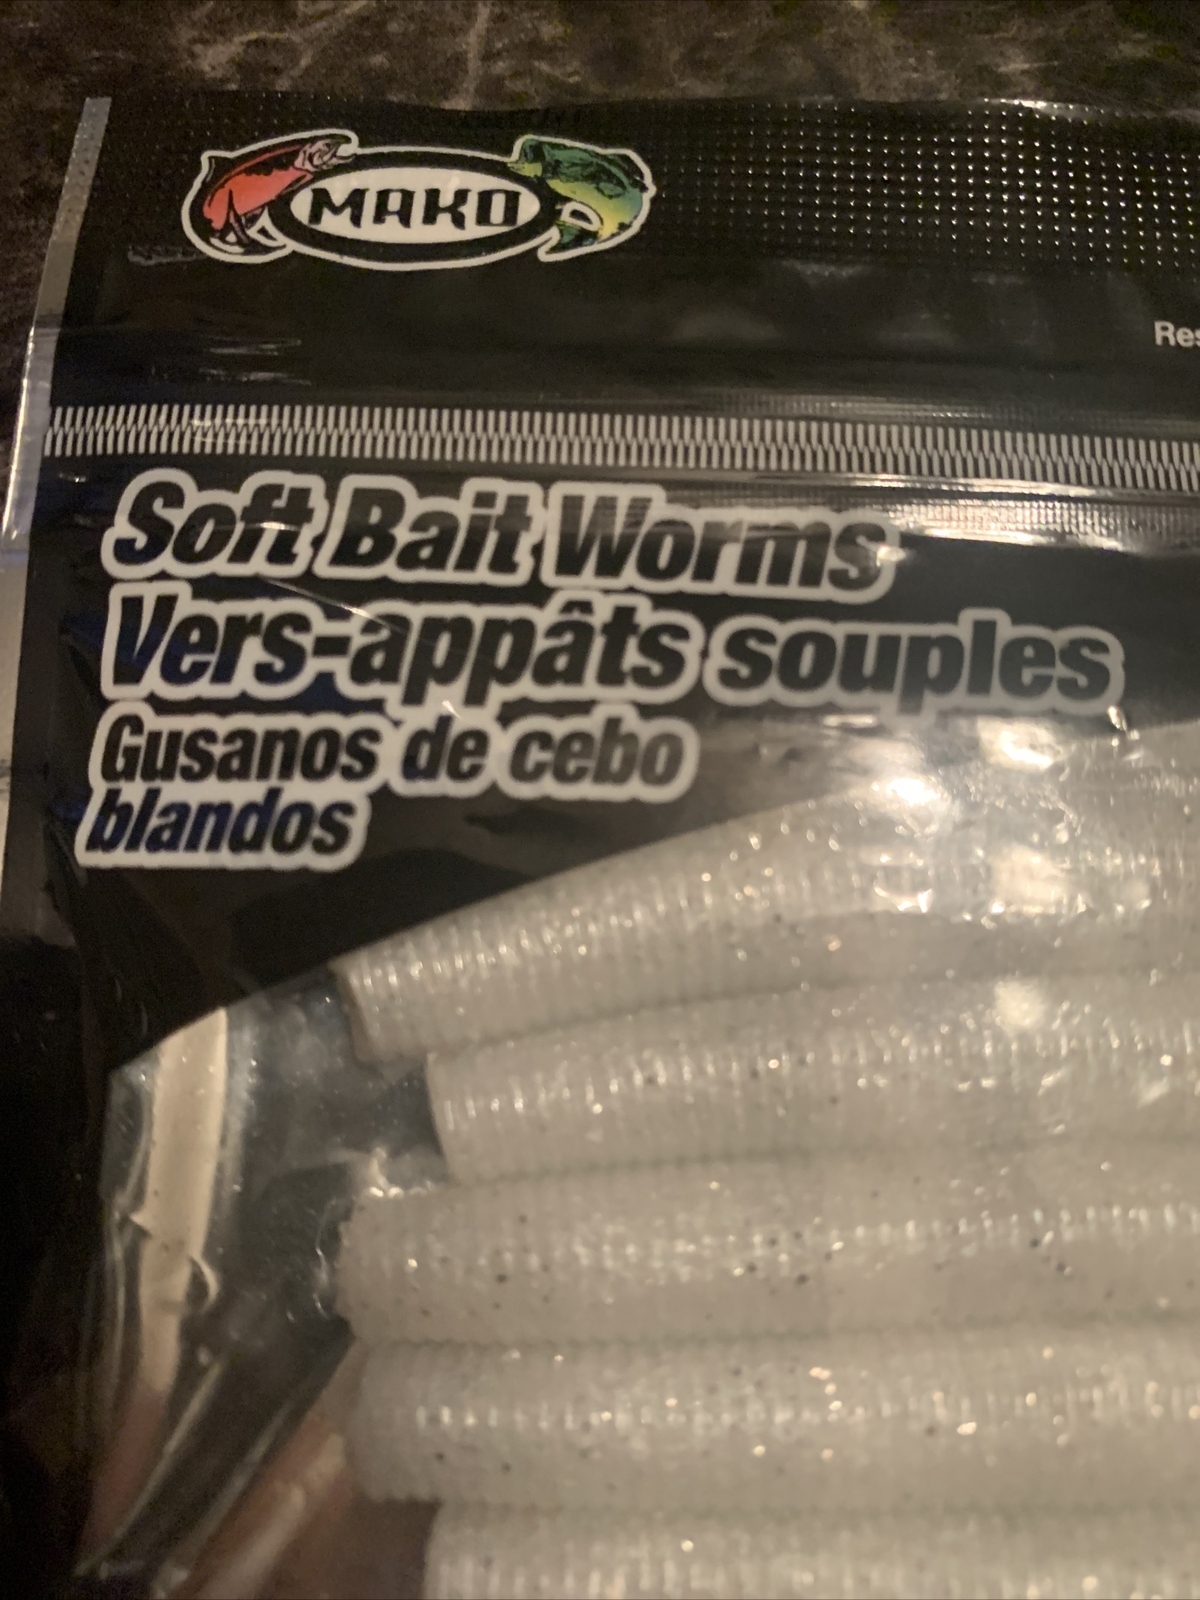 MAKO
Soft Bait Worms
Vers-appâts souples
Gusanos de cebo
blandos